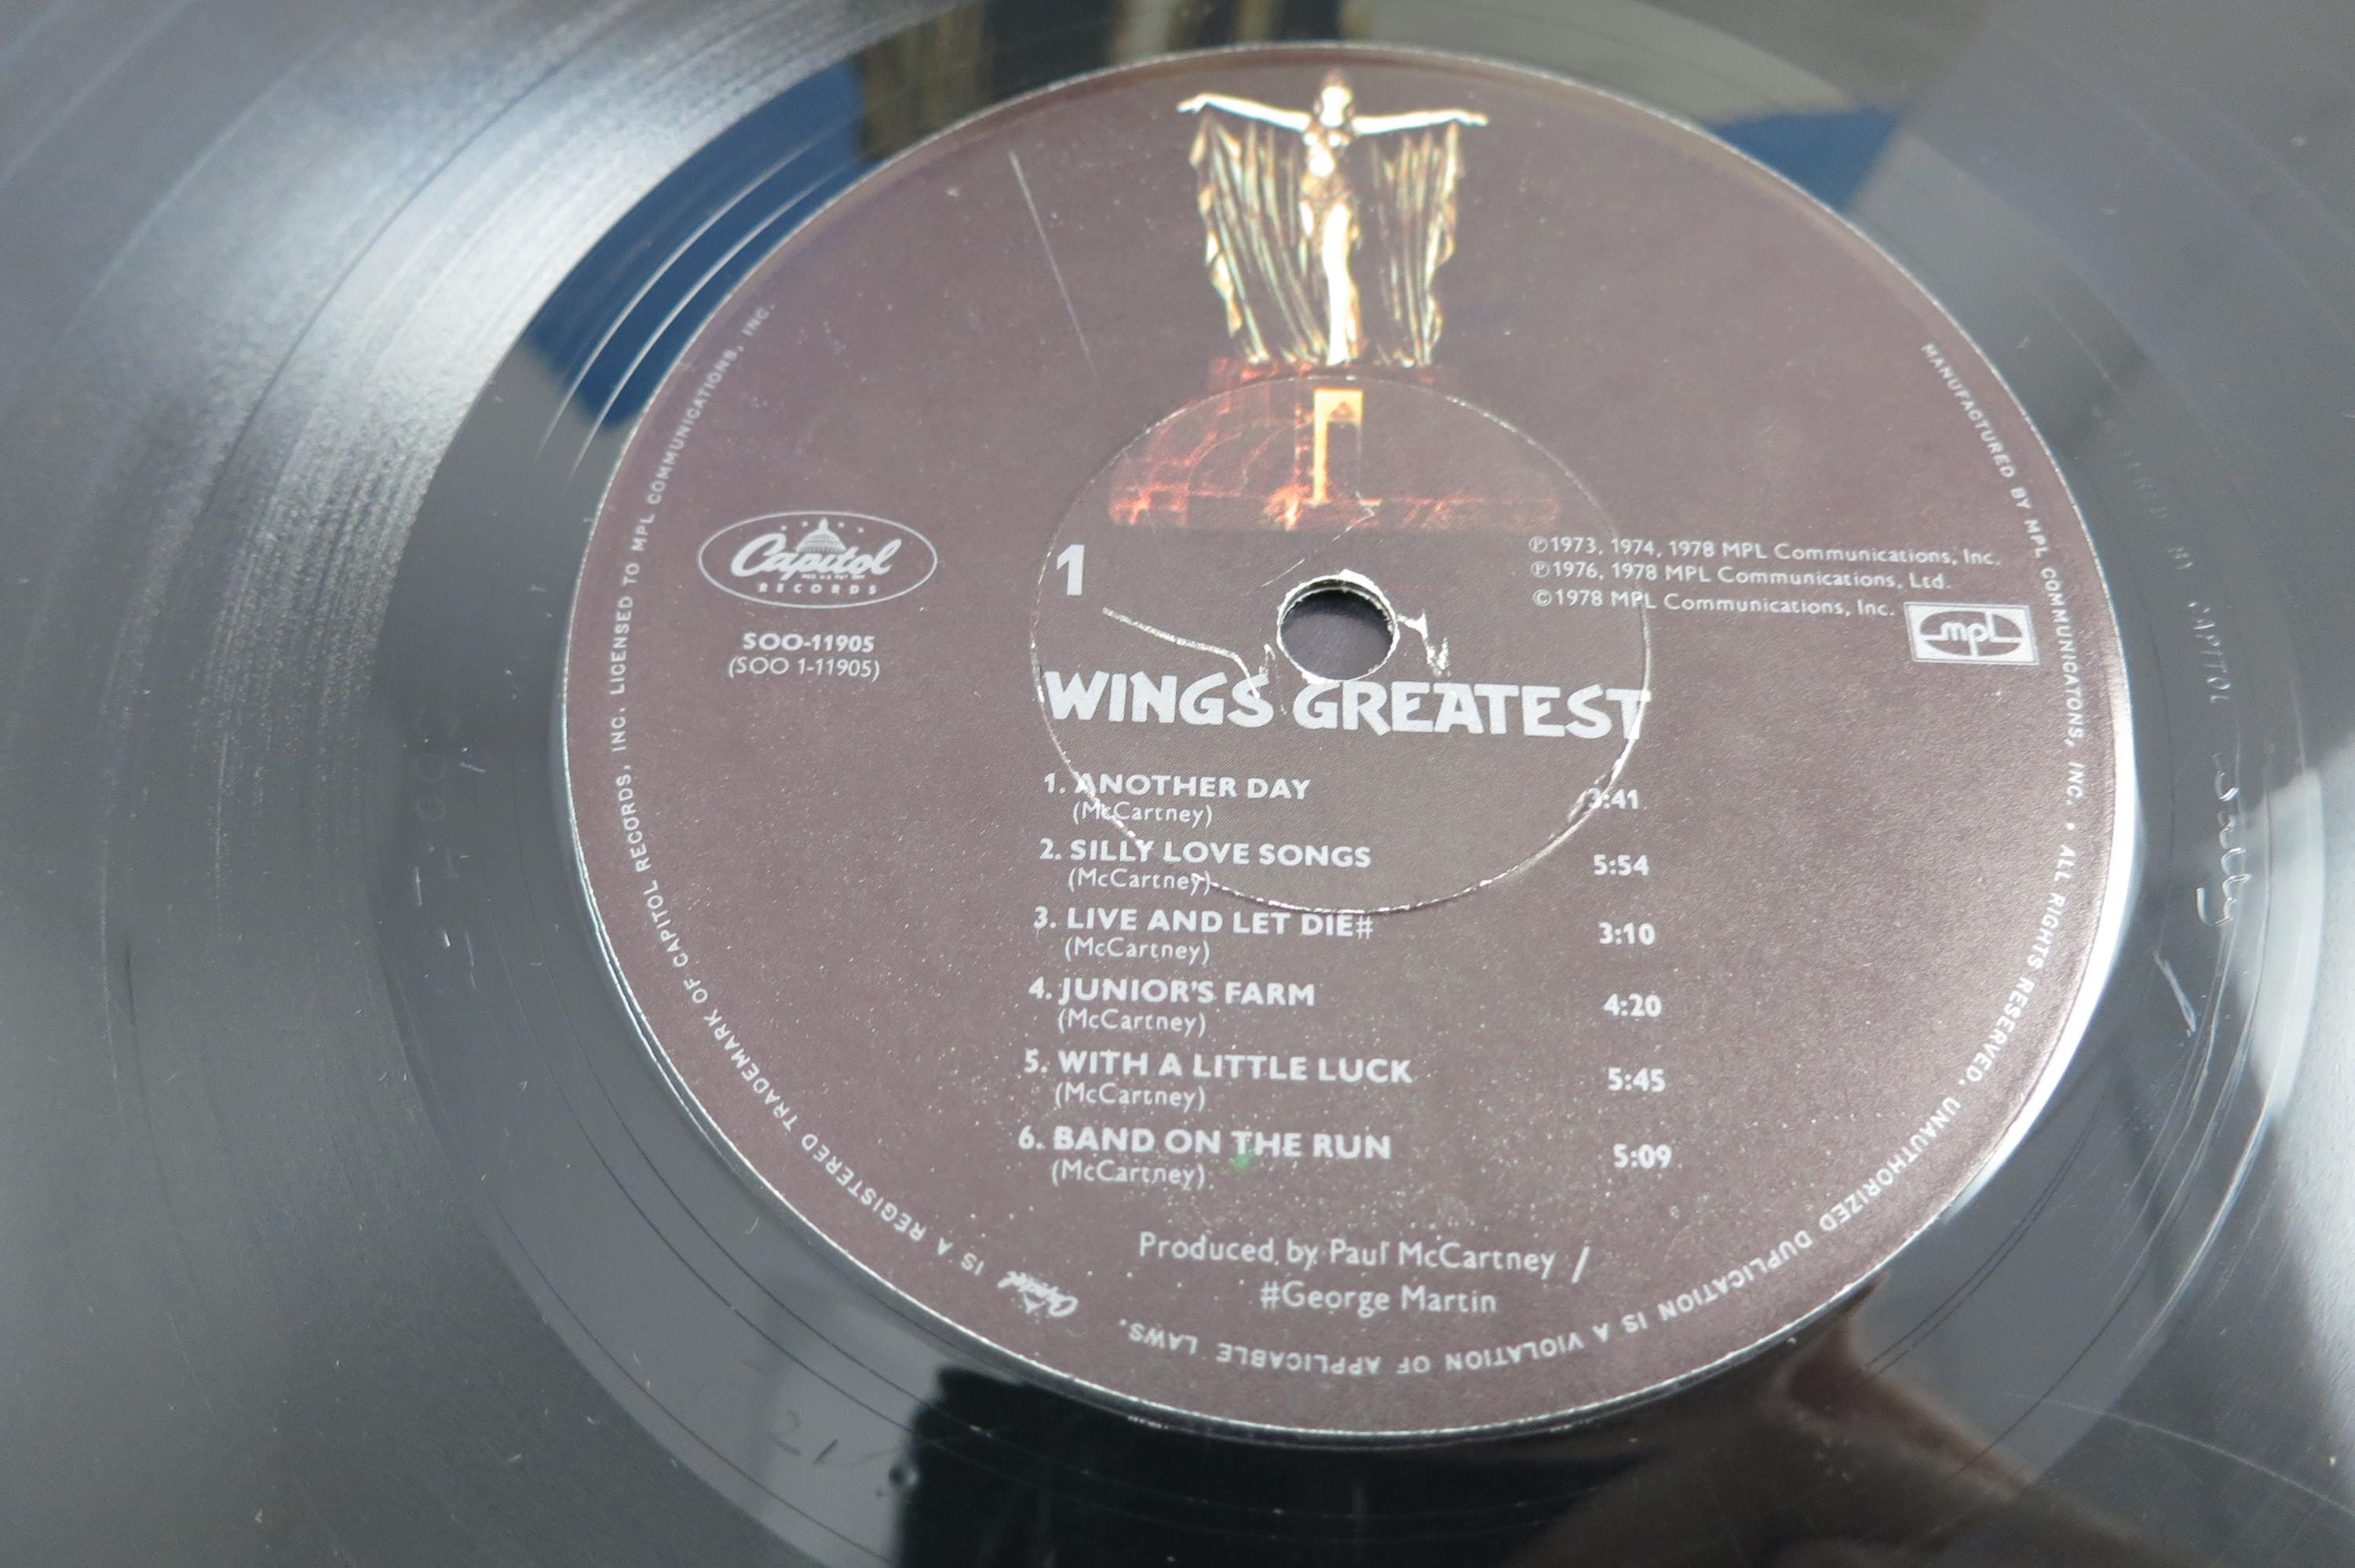 Capitol
RECORDS
SOO-11905
(SOO 1-11905)
1
℗1973, 1974, 1978 MPL Communications, Inc.
℗1976, 1978 MPL Communications, Ltd.
©1978 MPL Communications, Inc.
mpl
WINGS GREATEST
1. ANOTHER DAY 3:41
(McCartney)
2. SILLY LOVE SONGS 5:54
(McCartney)
3. LIVE AND LET DIE# 3:10
(McCartney)
4. JUNIOR'S FARM 4:20
(McCartney)
5. WITH A LITTLE LUCK 5:45
(McCartney)
6. BAND ON THE RUN 5:09
(McCartney)
Produced by Paul McCartney /
#George Martin
MANUFACTURED BY MPL COMMUNICATONS, INC. • ALL RIGHTS RESERVED. UNAUTHORIZED DUPLICATION IS A VIOLATION OF APPLICABLE LAWS.
Capitol IS A REGISTERED TRADEMARK OF CAPITOL RECORDS, INC. LICENSED TO MPL COMMUNICATIONS, INC.
CAPITOL